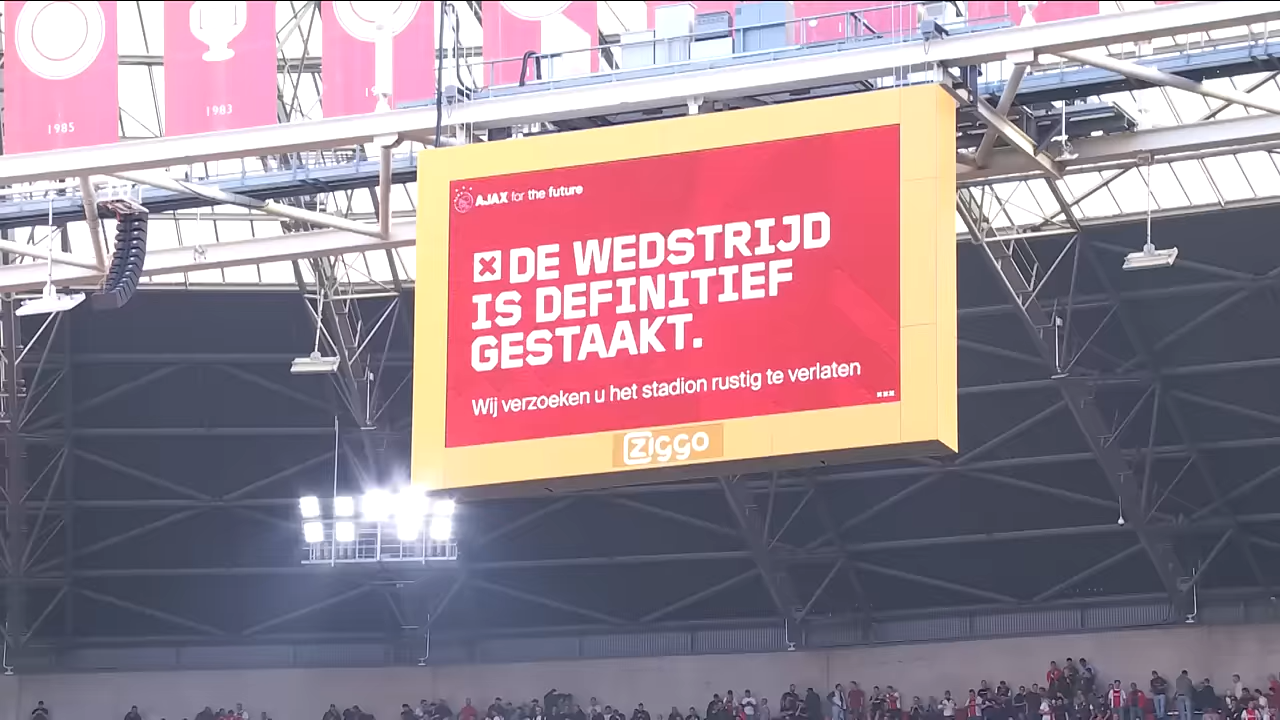 1985
1983
AJAX for the future
DE WEDSTRIJD
IS DEFINITIEF
GESTAAKT.
Wij verzoeken u het stadion rustig te verlaten
ziggo